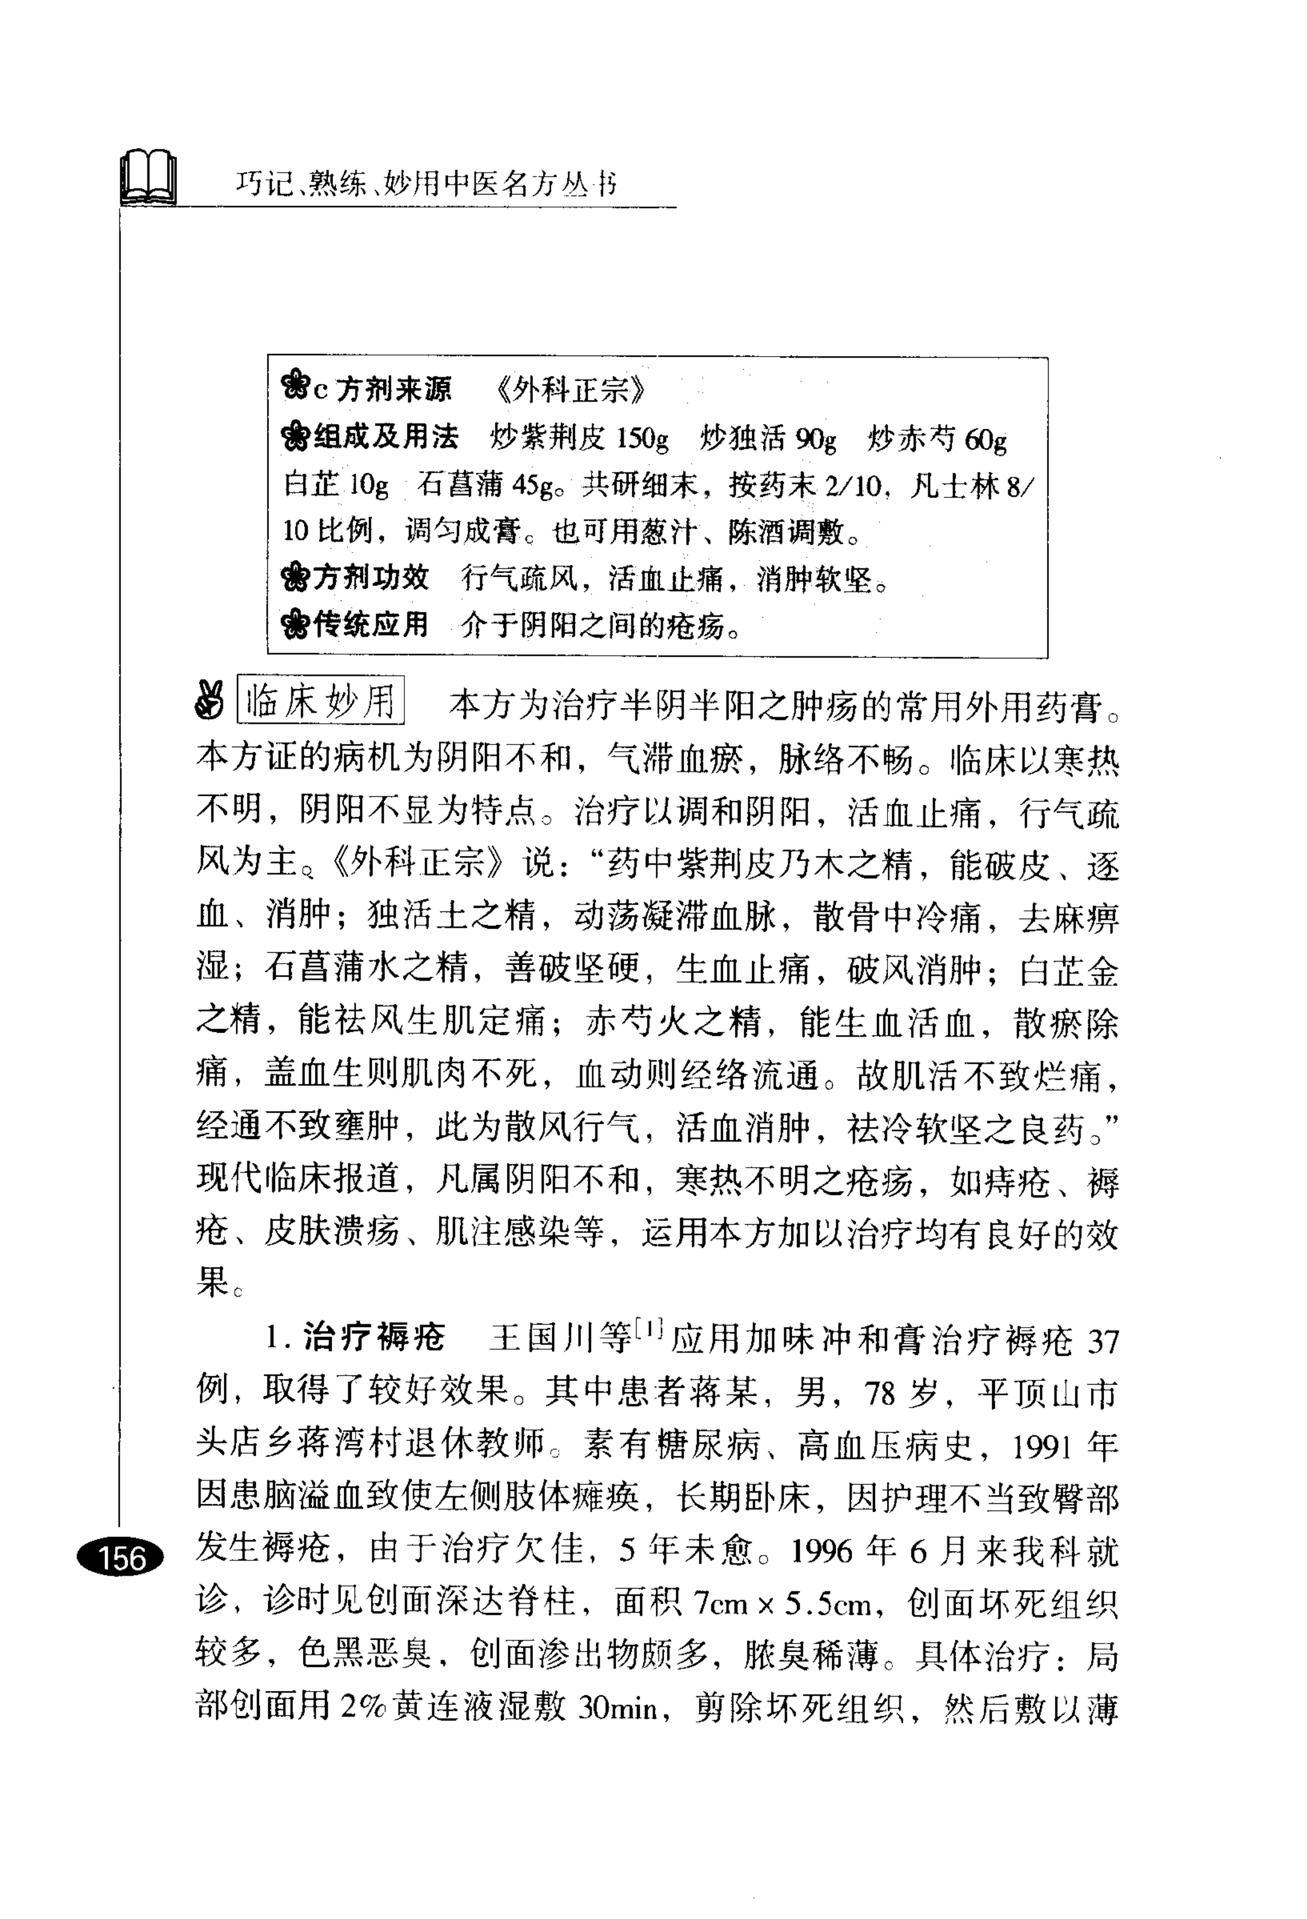 巧记、熟练、妙用中医名方丛书
c方剂来源 《外科正宗》
组成及用法 炒紫荆皮 150g 炒独活 90g 炒赤芍 60g
白芷 10g 石菖蒲 45g。共研细末，按药末 2/10，凡士林 8/
10 比例，调匀成膏。也可用葱汁、陈酒调敷。
方剂功效 行气疏风，活血止痛，消肿软坚。
传统应用 介于阴阳之间的疮疡。
临床妙用 本方为治疗半阴半阳之肿疡的常用外用药膏。
本方证的病机为阴阳不和，气滞血瘀，脉络不畅。临床以寒热
不明，阴阳不显为特点。治疗以调和阴阳，活血止痛，行气疏
风为主。《外科正宗》说：“药中紫荆皮乃木之精，能破皮、逐
血、消肿；独活土之精，动荡凝滞血脉，散骨中冷痛，去麻痹
湿；石菖蒲水之精，善破坚硬，生血止痛，破风消肿；白芷金
之精，能祛风生肌定痛；赤芍火之精，能生血活血，散瘀除
痛，盖血生则肌肉不死，血动则经络流通。故肌活不致烂痛，
经通不致壅肿，此为散风行气，活血消肿，祛冷软坚之良药。”
现代临床报道，凡属阴阳不和，寒热不明之疮疡，如痔疮、褥
疮、皮肤溃疡、肌注感染等，运用本方加以治疗均有良好的效
果。
1. 治疗褥疮 王国川等[1]应用加味冲和膏治疗褥疮 37
例，取得了较好效果。其中患者蒋某，男，78 岁，平顶山市
头店乡蒋湾村退休教师。素有糖尿病、高血压病史，1991 年
因患脑溢血致使左侧肢体瘫痪，长期卧床，因护理不当致臀部
发生褥疮，由于治疗欠佳，5 年未愈。1996 年 6 月来我科就
诊，诊时见创面深达脊柱，面积 7cm×5.5cm，创面坏死组织
较多，色黑恶臭，创面渗出物颇多，脓臭稀薄。具体治疗：局
部创面用 2%黄连液湿敷 30min，剪除坏死组织，然后敷以薄
156